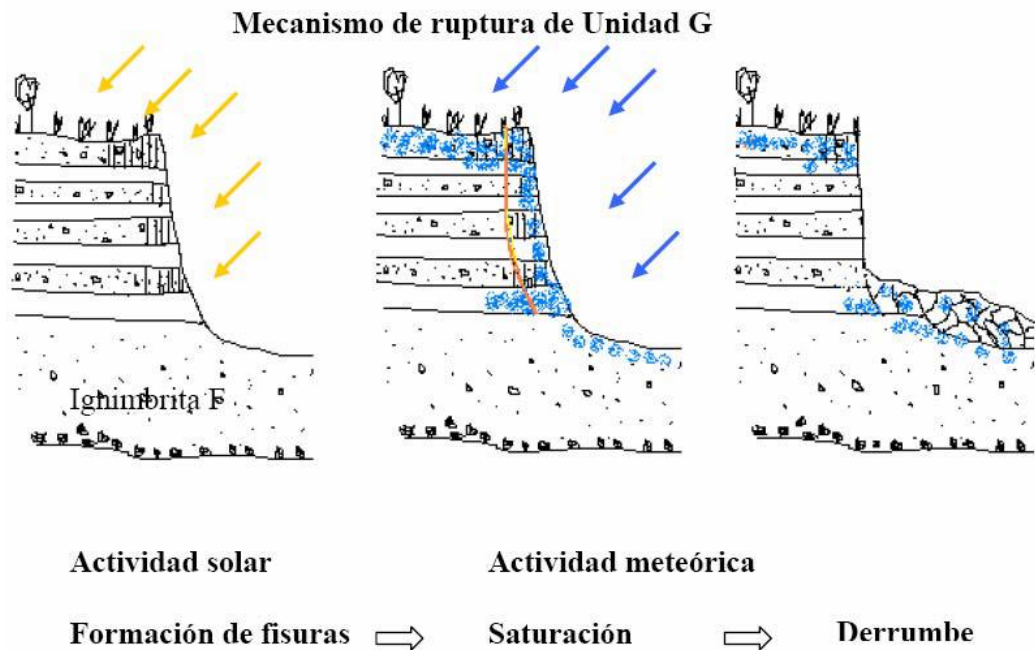 Mecanismo de ruptura de Unidad G
Ignimbrita F
Actividad solar Actividad meteórica
Formación de fisuras ⇨ Saturación ⇨ Derrumbe